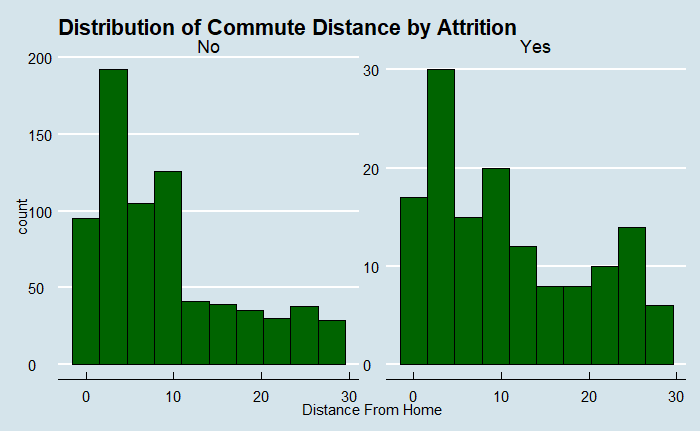 Distribution of Commute Distance by Attrition
No
Yes
count
200
150
100
50
0
30
20
10
0
0 10 20 30
0 10 20 30
Distance From Home